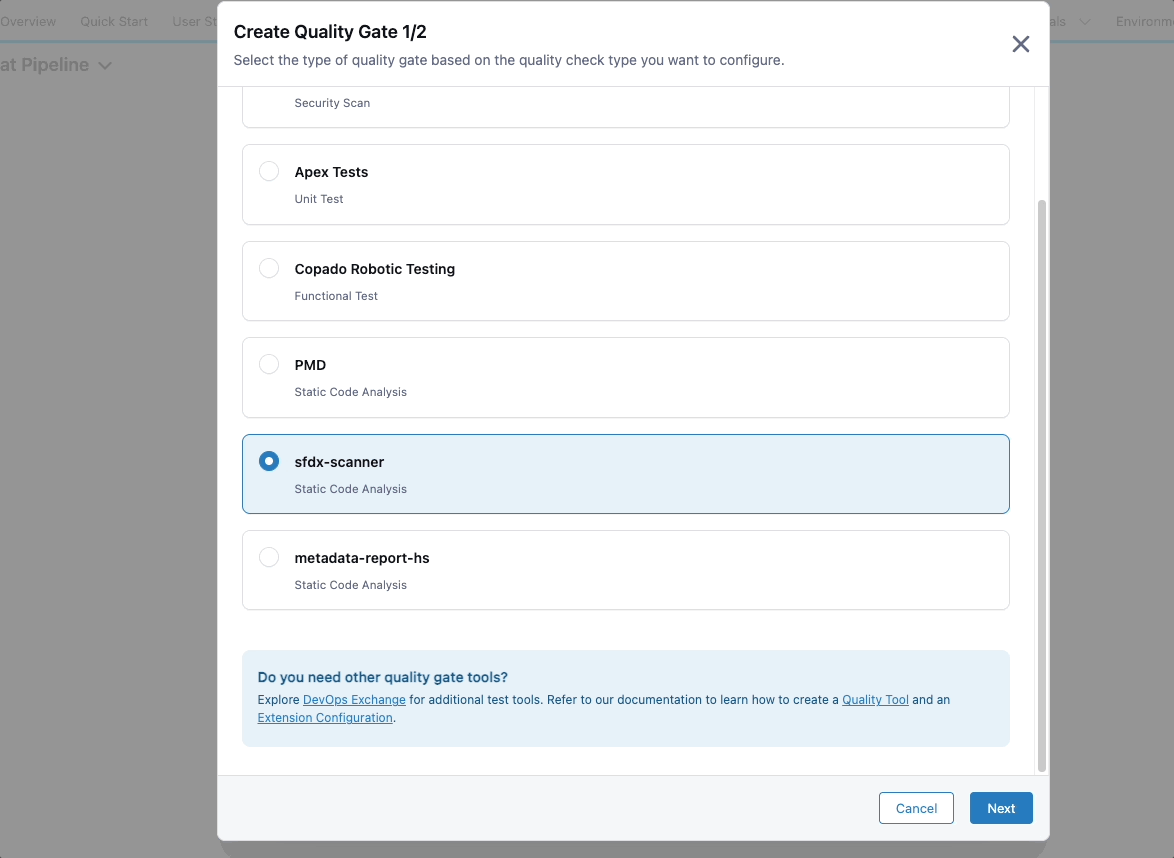 Overview Quick Start User St
Environm
at Pipeline
Create Quality Gate 1/2
Select the type of quality gate based on the quality check type you want to configure.
Security Scan
Apex Tests
Unit Test
Copado Robotic Testing
Functional Test
PMD
Static Code Analysis
sfdx-scanner
Static Code Analysis
metadata-report-hs
Static Code Analysis
Do you need other quality gate tools?
Explore DevOps Exchange for additional test tools. Refer to our documentation to learn how to create a Quality Tool and an
Extension Configuration.
Cancel Next